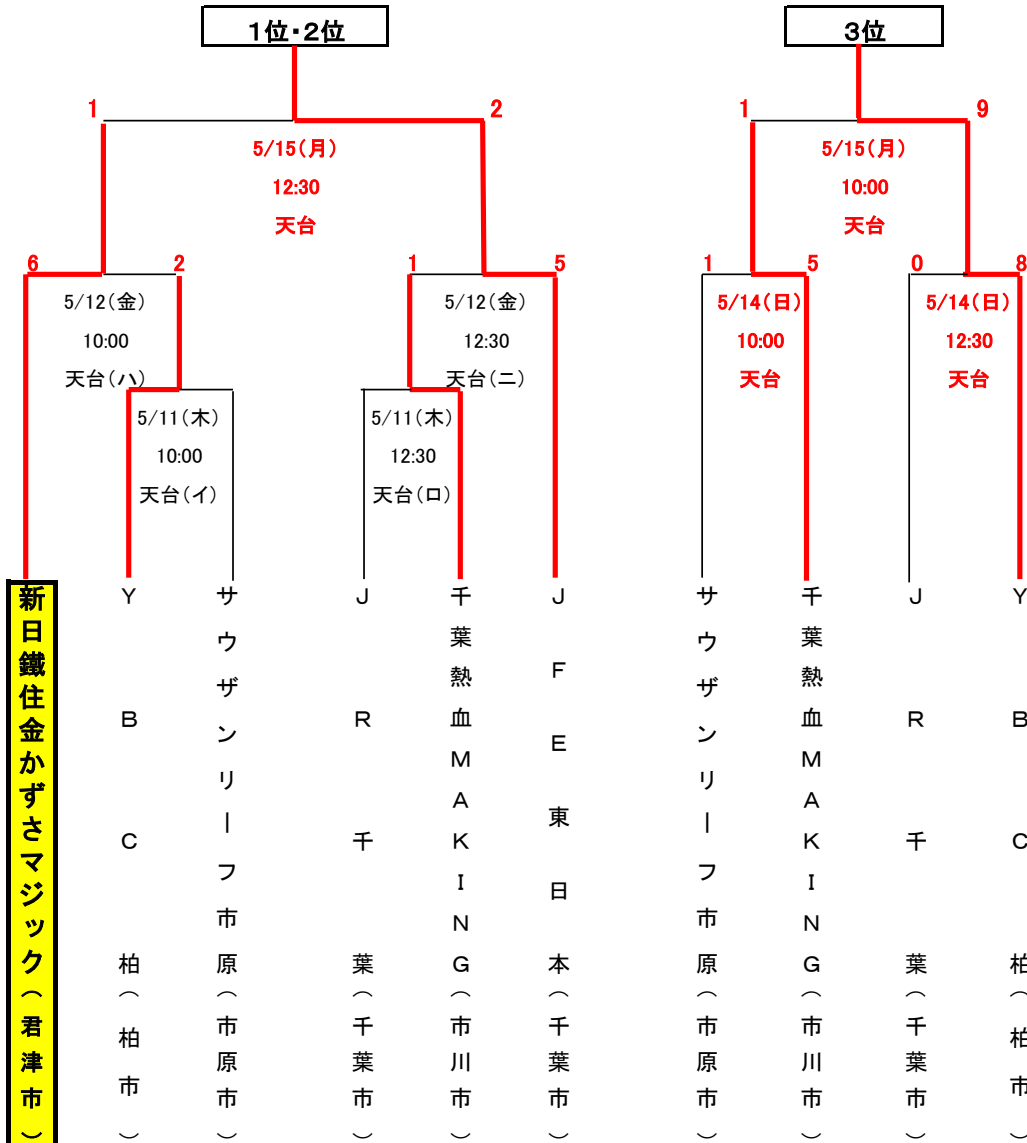 1位・2位
3位
1
2
1
9
5/15(月)
12:30
天台
5/15(月)
10:00
天台
6
2
1
5
1
5
0
8
5/12(金)
10:00
天台(ハ)
5/12(金)
12:30
天台(ニ)
5/14(日)
10:00
天台
5/14(日)
12:30
天台
5/11(木)
10:00
天台(イ)
5/11(木)
12:30
天台(ロ)
新日鐵住金かずさマジック(君津市)
YBC柏(柏市)
サウザンリーフ市原(市原市)
JR千葉(千葉市)
千葉熱血MAKING(市川市)
JFE東日本(千葉市)
サウザンリーフ市原(市原市)
千葉熱血MAKING(市川市)
JR千葉(千葉市)
YBC柏(柏市)